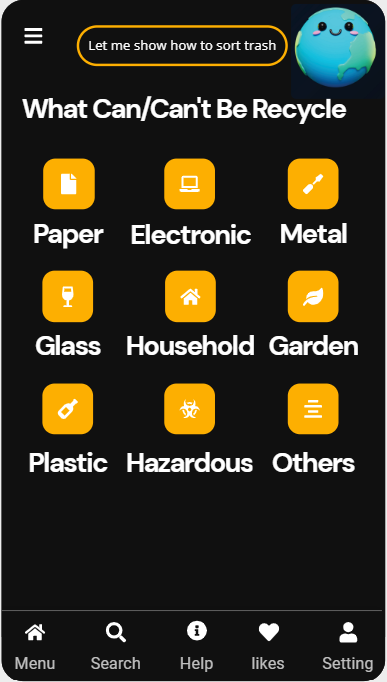 Let me show how to sort trash
What Can/Can't Be Recycle
Paper Electronic Metal
Glass Household Garden
Plastic Hazardous Others
Menu Search Help likes Setting